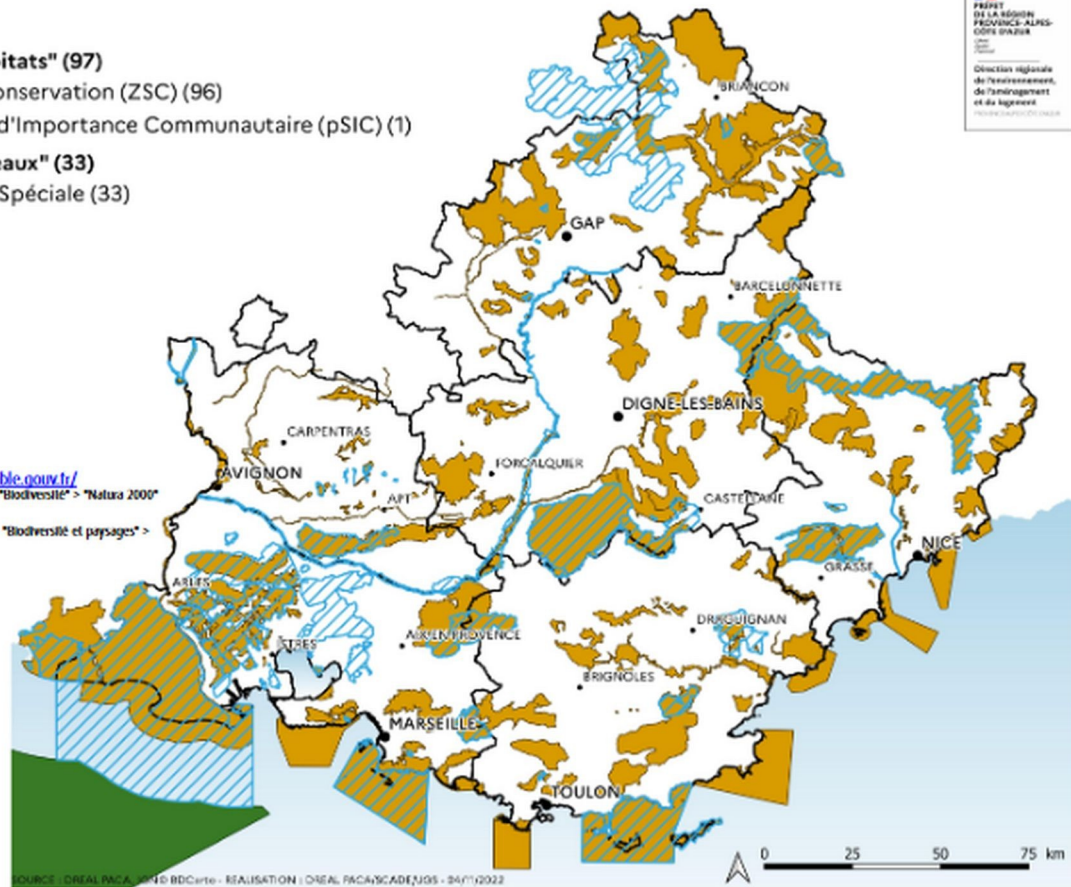 PRÉFET
DE LA RÉGION
PROVENCE-ALPES-
CÔTE D'AZUR
Direction régionale
de l'environnement,
de l'aménagement
et du logement
itats" (97)
onservation (ZSC) (96)
d'Importance Communautaire (pSIC) (1)
eaux" (33)
Spéciale (33)
BRIANCON
GAP
BARCELONNETTE
DIGNE-LES-BAINS
CARPENTRAS
FORCALQUIER
AVIGNON
ble.gouv.fr/
"Biodiversité" > "Natura 2000"
APT
CASTELLANE
"Biodiversité et paysages" >
NICE
GRASSE
ARLES
DRAGUIGNAN
AIX-EN-PROVENCE
ISTRES
BRIGNOLES
MARSEILLE
TOULON
0 25 50 75 km
SOURCE : DREAL PACA, IGN© BDCarto - REALISATION : DREAL PACA/SCADE/UGS - 04/11/2022